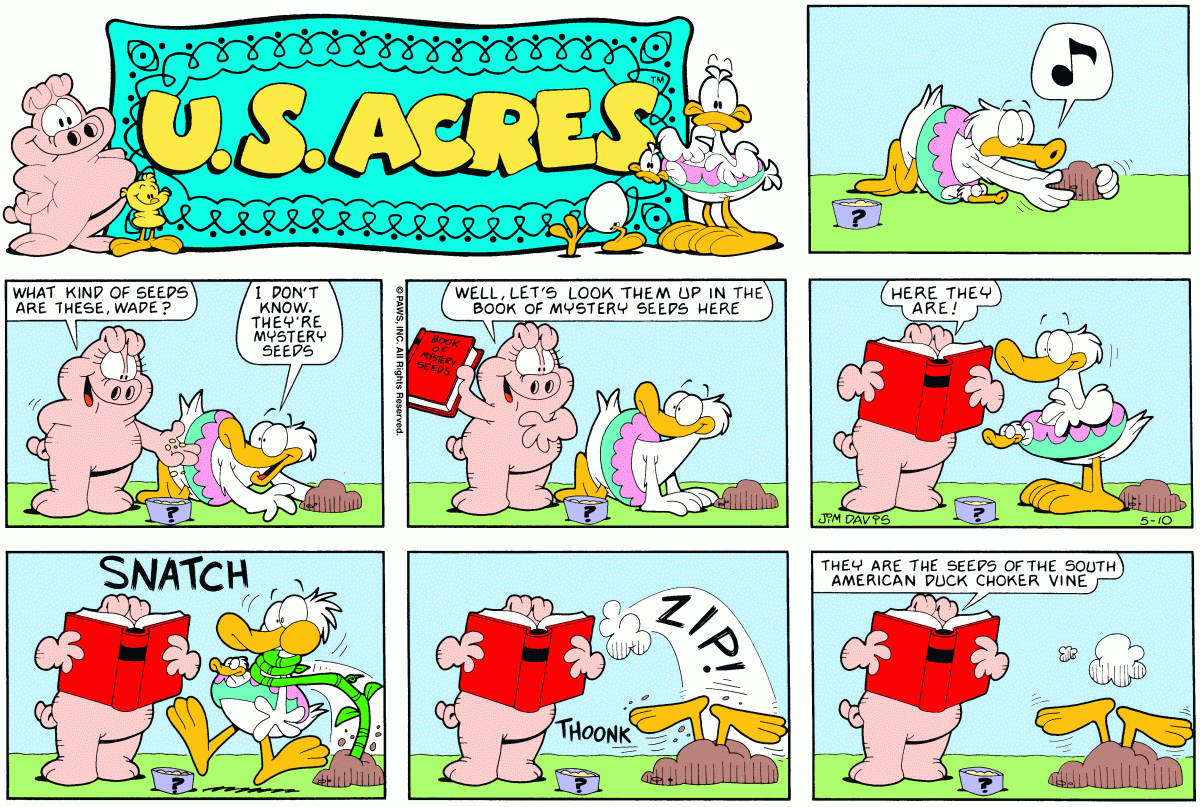 U.S. ACRES
TM
?
WHAT KIND OF SEEDS
ARE THESE, WADE?
I DON'T
KNOW.
THEY'RE
MYSTERY
SEEDS
?
© PAWS, INC. All Rights Reserved.
WELL, LET'S LOOK THEM UP IN THE
BOOK OF MYSTERY SEEDS HERE
BOOK
OF
MYSTERY
SEEDS
?
HERE THEY
ARE!
?
JIM DAVIS
5-10
SNATCH
?
ZIP!
THOONK
?
THEY ARE THE SEEDS OF THE SOUTH
AMERICAN DUCK CHOKER VINE
?